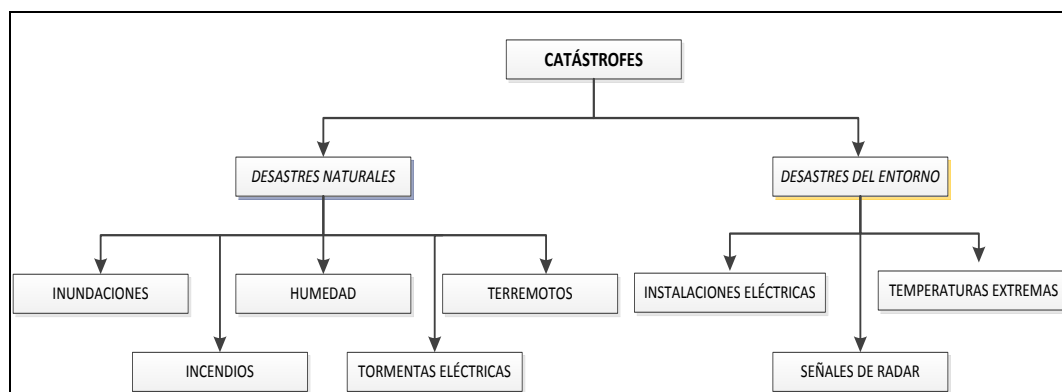 CATÁSTROFES
DESASTRES NATURALES
DESASTRES DEL ENTORNO
INUNDACIONES
HUMEDAD
TERREMOTOS
INSTALACIONES ELÉCTRICAS
TEMPERATURAS EXTREMAS
INCENDIOS
TORMENTAS ELÉCTRICAS
SEÑALES DE RADAR